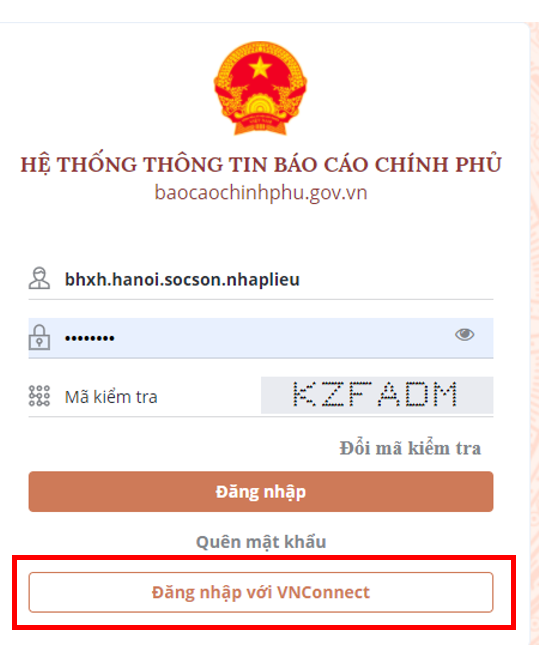 HỆ THỐNG THÔNG TIN BÁO CÁO CHÍNH PHỦ
baocaochinhphu.gov.vn
bhxh.hanoi.socson.nhaplieu
••••••••
Mã kiểm tra
KZFADM
Đổi mã kiểm tra
Đăng nhập
Quên mật khẩu
Đăng nhập với VNConnect